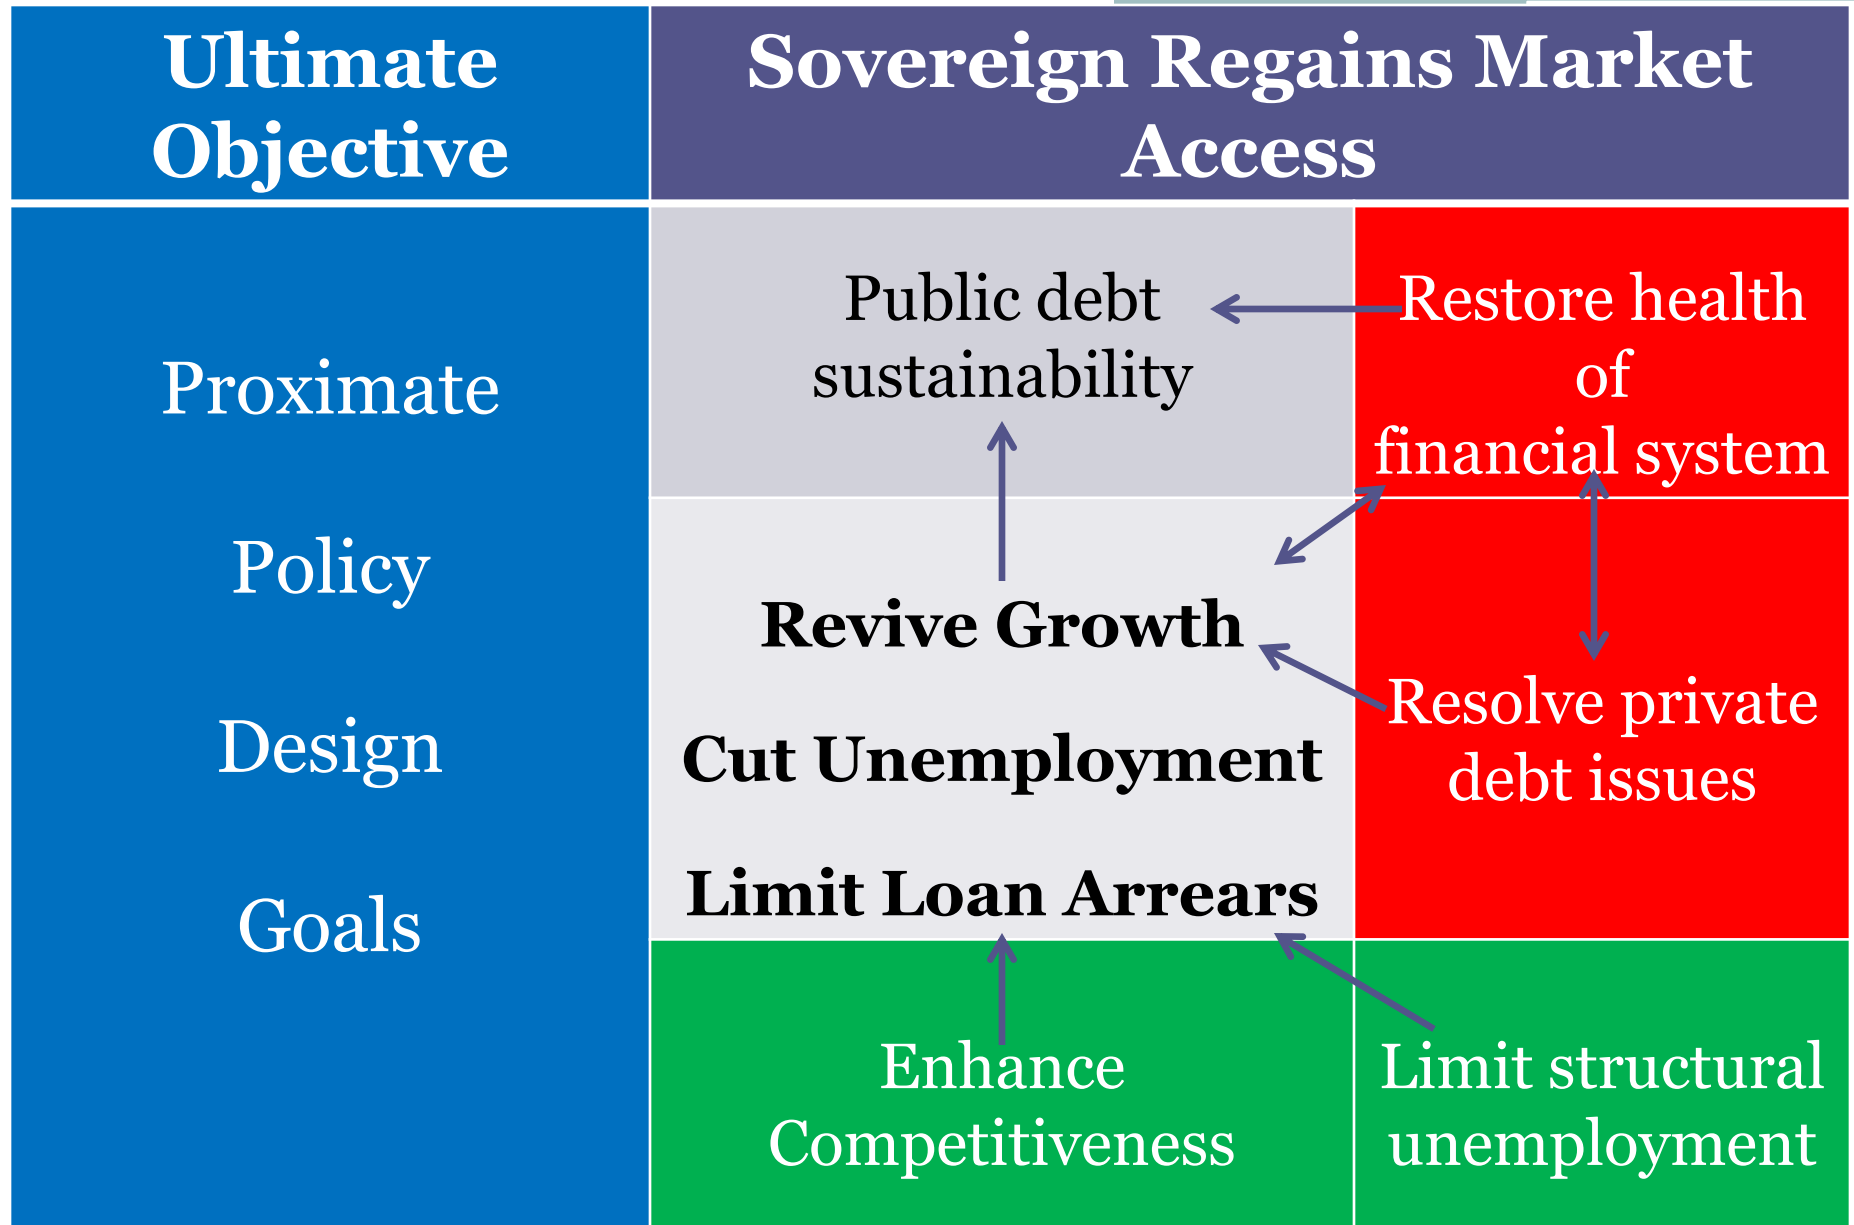 Ultimate
Objective
Sovereign Regains Market
Access
Proximate
Policy
Design
Goals
Public debt
sustainability
Restore health
of
financial system
Revive Growth
Cut Unemployment
Limit Loan Arrears
Resolve private
debt issues
Enhance
Competitiveness
Limit structural
unemployment